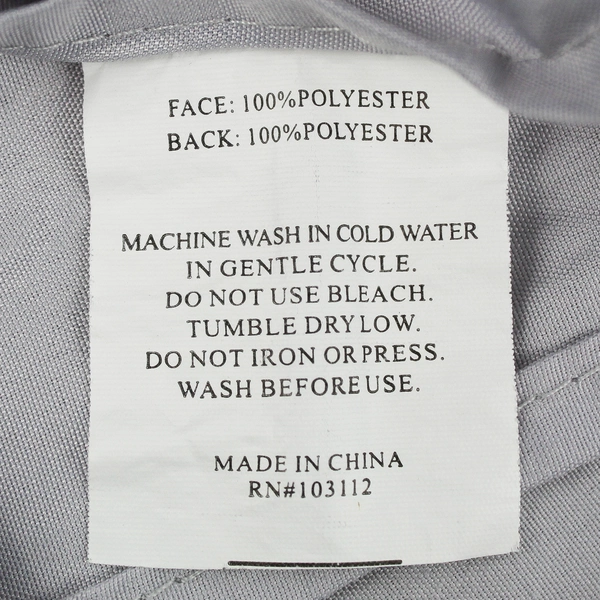 FACE: 100%POLYESTER
BACK: 100%POLYESTER
MACHINE WASH IN COLD WATER
IN GENTLE CYCLE.
DO NOT USE BLEACH.
TUMBLE DRY LOW.
DO NOT IRON OR PRESS.
WASH BEFORE USE.
MADE IN CHINA
RN#103112